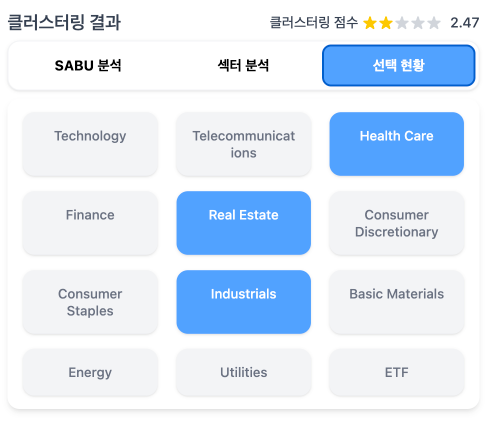 클러스터링 결과
클러스터링 점수 2.47
SABU 분석
섹터 분석
선택 현황
Technology
Telecommunicat
ions
Health Care
Finance
Real Estate
Consumer
Discretionary
Consumer
Staples
Industrials
Basic Materials
Energy
Utilities
ETF